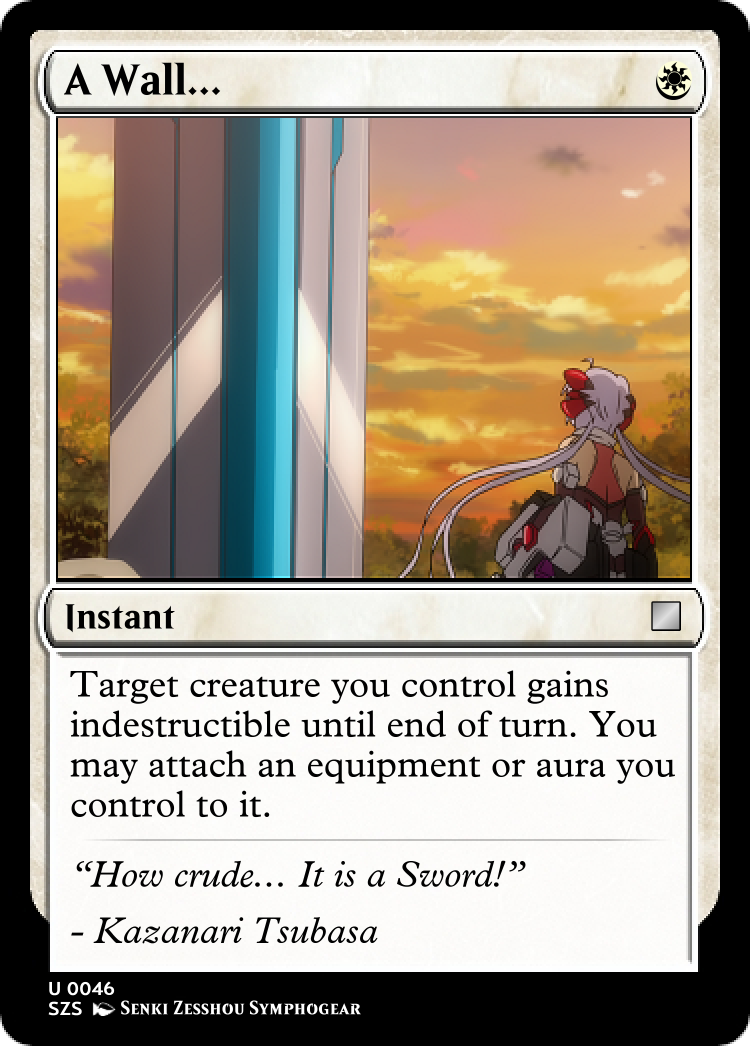 A Wall...
Instant
Target creature you control gains
indestructible until end of turn. You
may attach an equipment or aura you
control to it.
“How crude... It is a Sword!”
- Kazanari Tsubasa
U 0046
SZS Senki Zesshou Symphogear